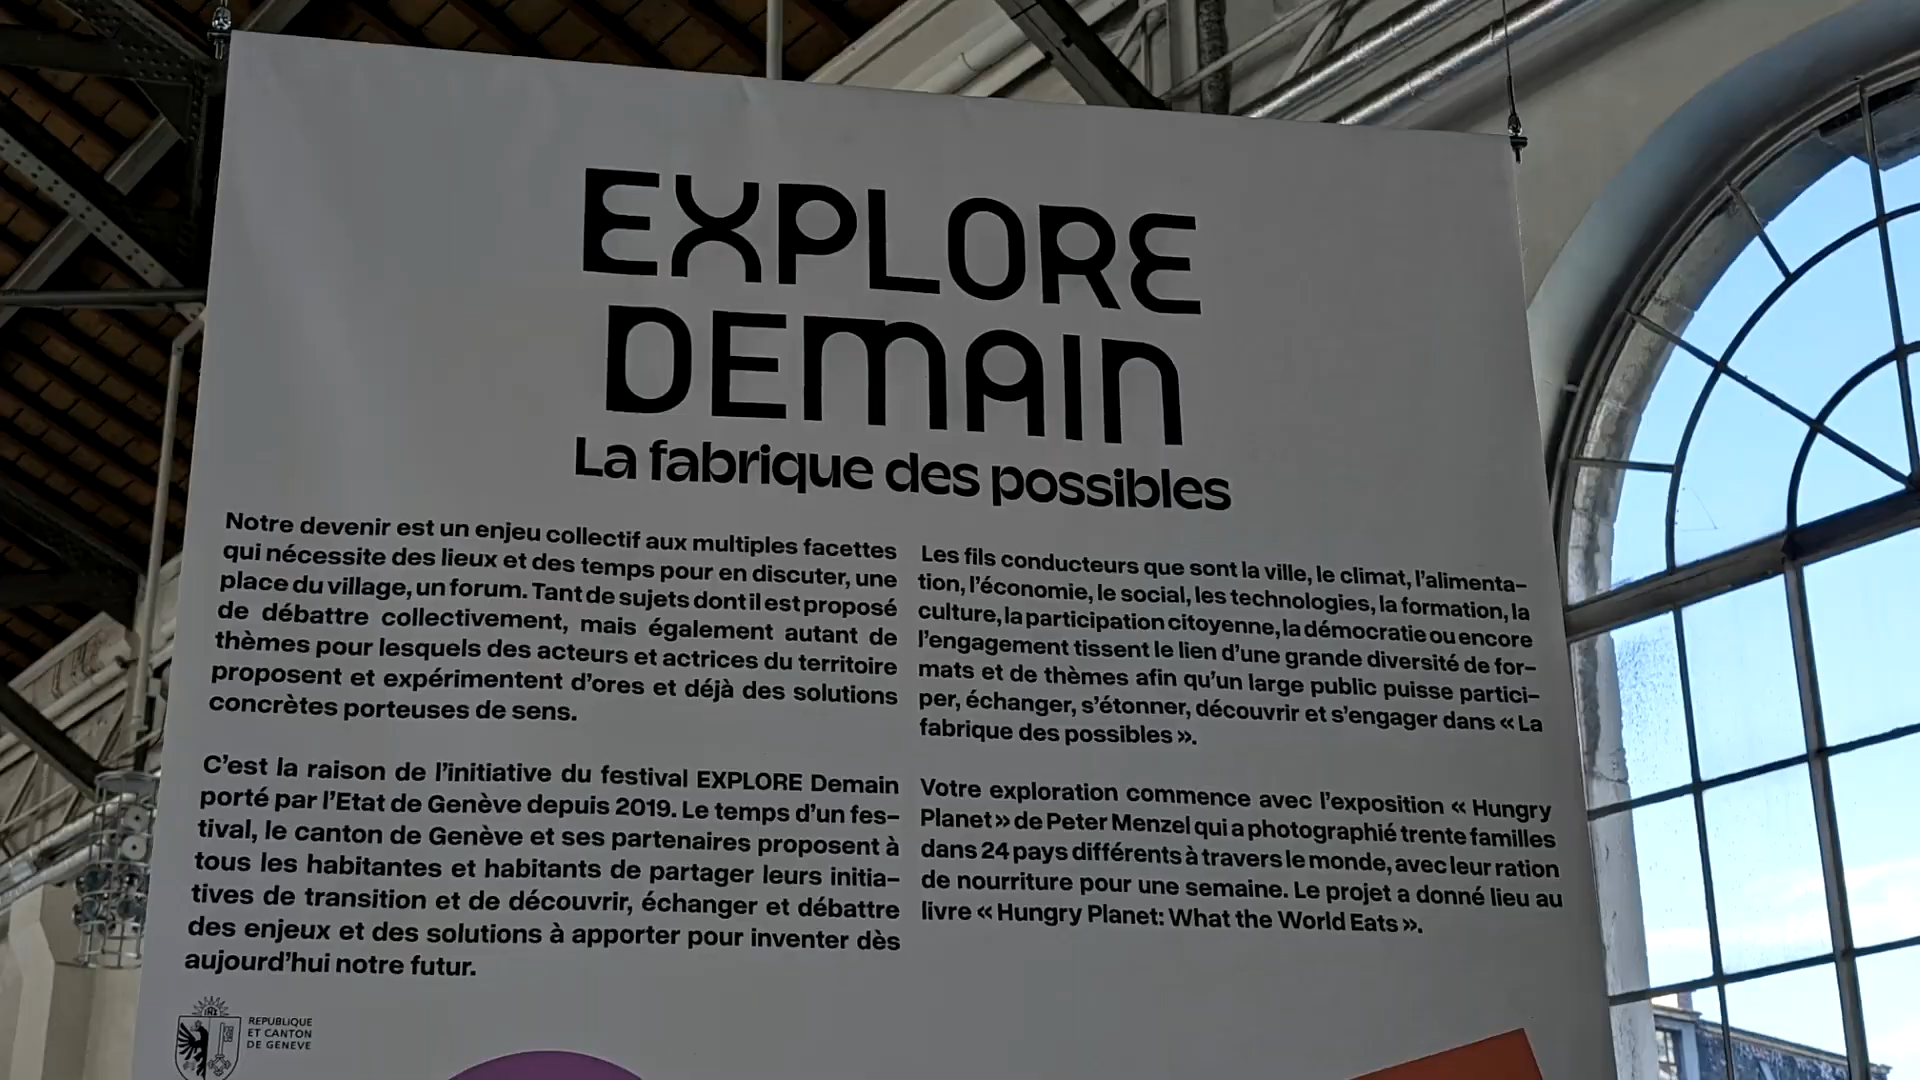 EXPLORE
DEMAIN
La fabrique des possibles
Notre devenir est un enjeu collectif aux multiples facettes
qui nécessite des lieux et des temps pour en discuter, une
place du village, un forum. Tant de sujets dont il est proposé
de débattre collectivement, mais également autant de
thèmes pour lesquels des acteurs et actrices du territoire
proposent et expérimentent d’ores et déjà des solutions
concrètes porteuses de sens.
C’est la raison de l’initiative du festival EXPLORE Demain
porté par l’Etat de Genève depuis 2019. Le temps d’un fes-
tival, le canton de Genève et ses partenaires proposent à
tous les habitantes et habitants de partager leurs initia-
tives de transition et de découvrir, échanger et débattre
des enjeux et des solutions à apporter pour inventer dès
aujourd’hui notre futur.
Les fils conducteurs que sont la ville, le climat, l’alimenta-
tion, l’économie, le social, les technologies, la formation, la
culture, la participation citoyenne, la démocratie ou encore
l’engagement tissent le lien d’une grande diversité de for-
mats et de thèmes afin qu’un large public puisse partici-
per, échanger, s’étonner, découvrir et s’engager dans « La
fabrique des possibles ».
Votre exploration commence avec l’exposition « Hungry
Planet » de Peter Menzel qui a photographié trente familles
dans 24 pays différents à travers le monde, avec leur ration
de nourriture pour une semaine. Le projet a donné lieu au
livre « Hungry Planet: What the World Eats ».
REPUBLIQUE
ET CANTON
DE GENEVE